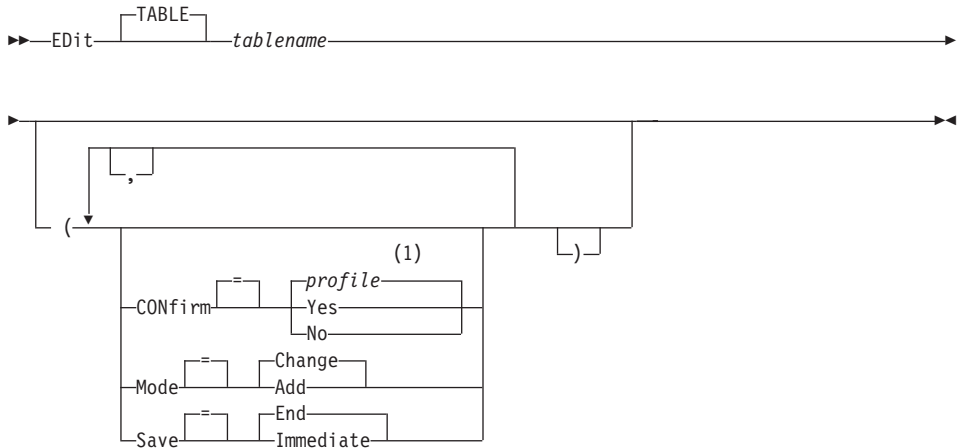 TABLE
EDit tablename
,
(
(1)
= profile
CONfirm Yes )
No
= Change
Mode Add
= End
Save Immediate